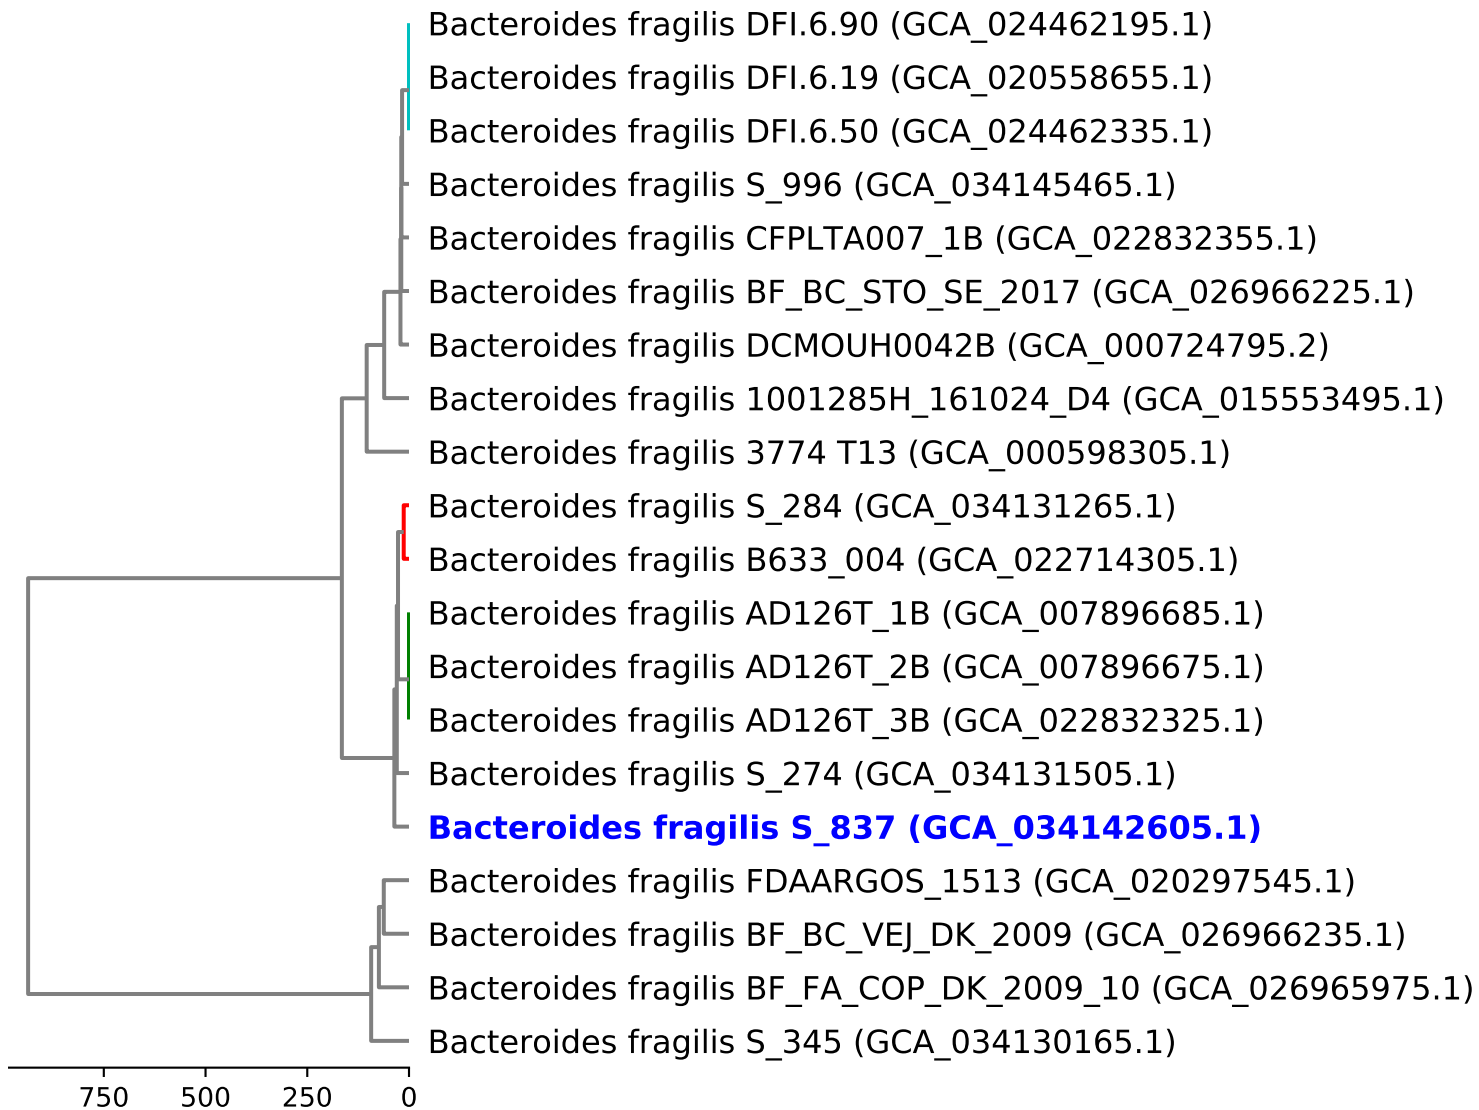 Bacteroides fragilis DFI.6.90 (GCA_024462195.1)
Bacteroides fragilis DFI.6.19 (GCA_020558655.1)
Bacteroides fragilis DFI.6.50 (GCA_024462335.1)
Bacteroides fragilis S_996 (GCA_034145465.1)
Bacteroides fragilis CFPLTA007_1B (GCA_022832355.1)
Bacteroides fragilis BF_BC_STO_SE_2017 (GCA_026966225.1)
Bacteroides fragilis DCMOUH0042B (GCA_000724795.2)
Bacteroides fragilis 1001285H_161024_D4 (GCA_015553495.1)
Bacteroides fragilis 3774 T13 (GCA_000598305.1)
Bacteroides fragilis S_284 (GCA_034131265.1)
Bacteroides fragilis B633_004 (GCA_022714305.1)
Bacteroides fragilis AD126T_1B (GCA_007896685.1)
Bacteroides fragilis AD126T_2B (GCA_007896675.1)
Bacteroides fragilis AD126T_3B (GCA_022832325.1)
Bacteroides fragilis S_274 (GCA_034131505.1)
Bacteroides fragilis S_837 (GCA_034142605.1)
Bacteroides fragilis FDAARGOS_1513 (GCA_020297545.1)
Bacteroides fragilis BF_BC_VEJ_DK_2009 (GCA_026966235.1)
Bacteroides fragilis BF_FA_COP_DK_2009_10 (GCA_026965975.1)
Bacteroides fragilis S_345 (GCA_034130165.1)
750 500 250 0